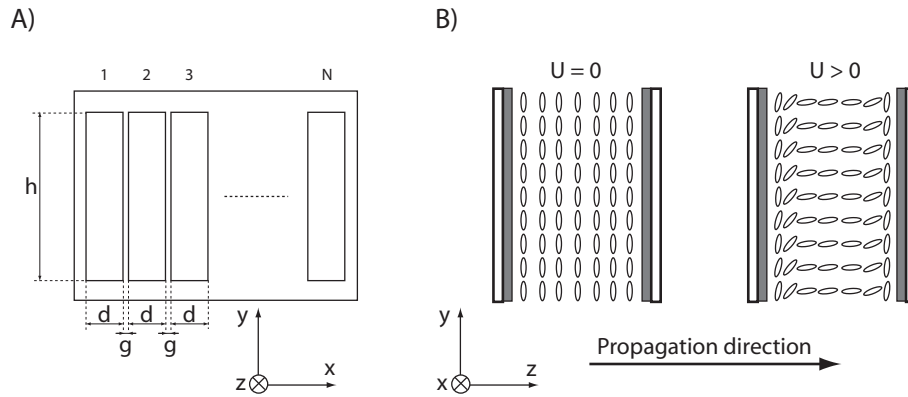 A)
1 2 3 N
h
d d d
g g
y
z x
B)
U = 0 U > 0
y
x z
Propagation direction